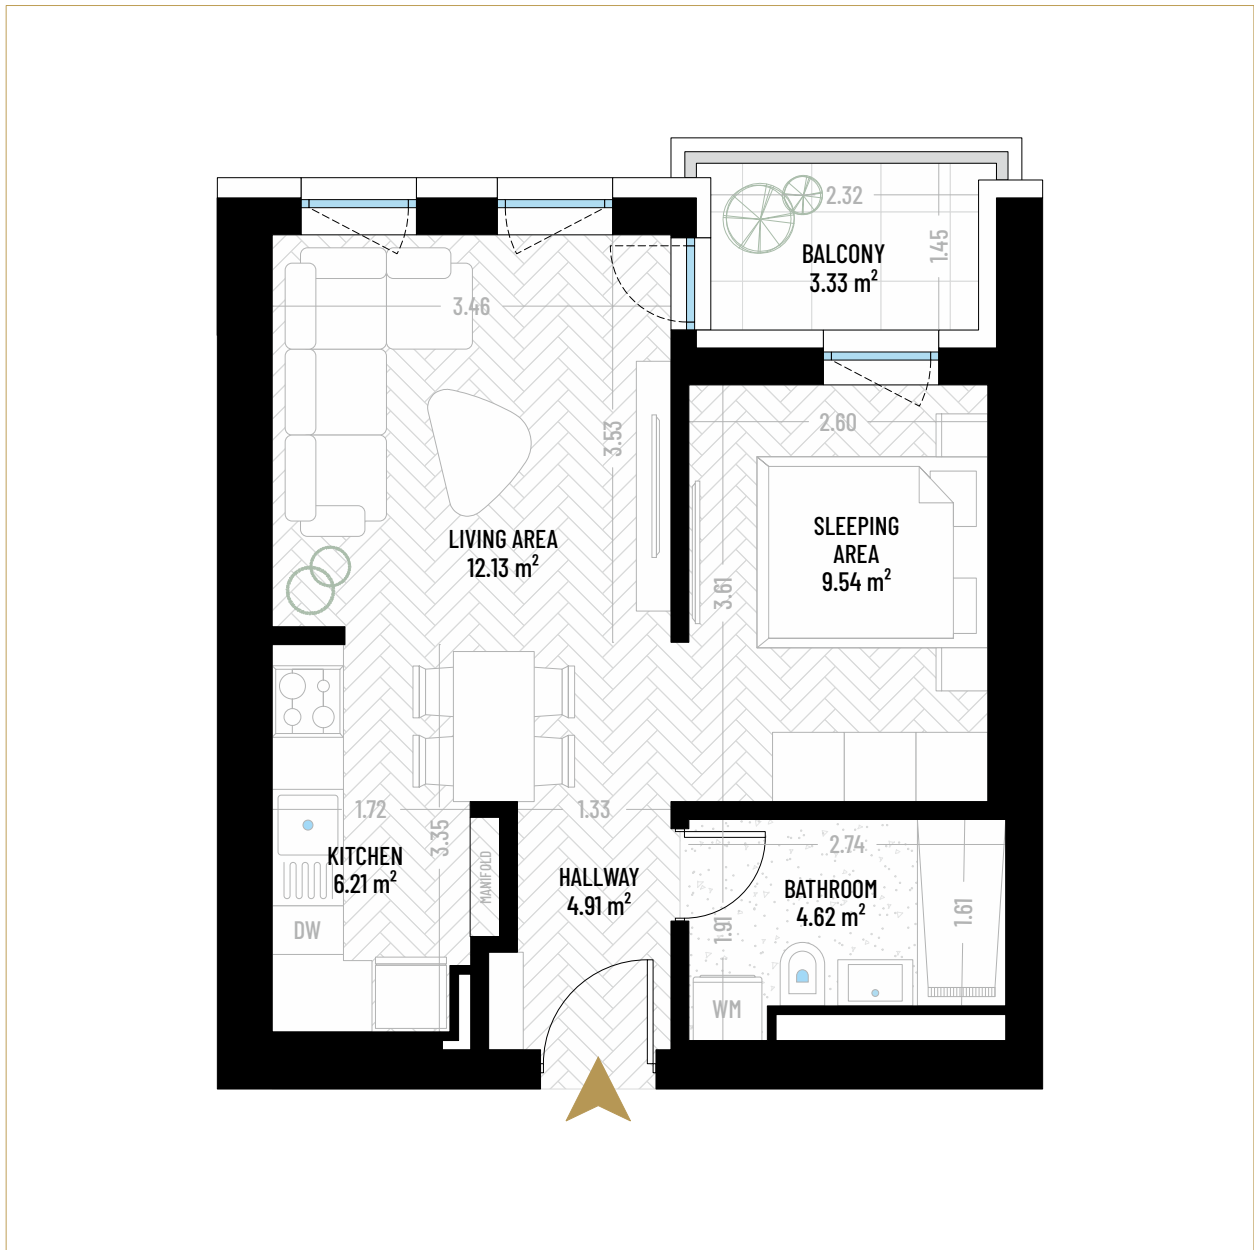 2.32
1.45
BALCONY
3.33 m²
3.46
3.53
2.60
LIVING AREA
12.13 m²
SLEEPING
AREA
9.54 m²
3.61
1.72
3.35
1.33
KITCHEN
6.21 m²
MANIFOLD
HALLWAY
4.91 m²
2.74
BATHROOM
4.62 m²
1.61
1.91
DW
WM